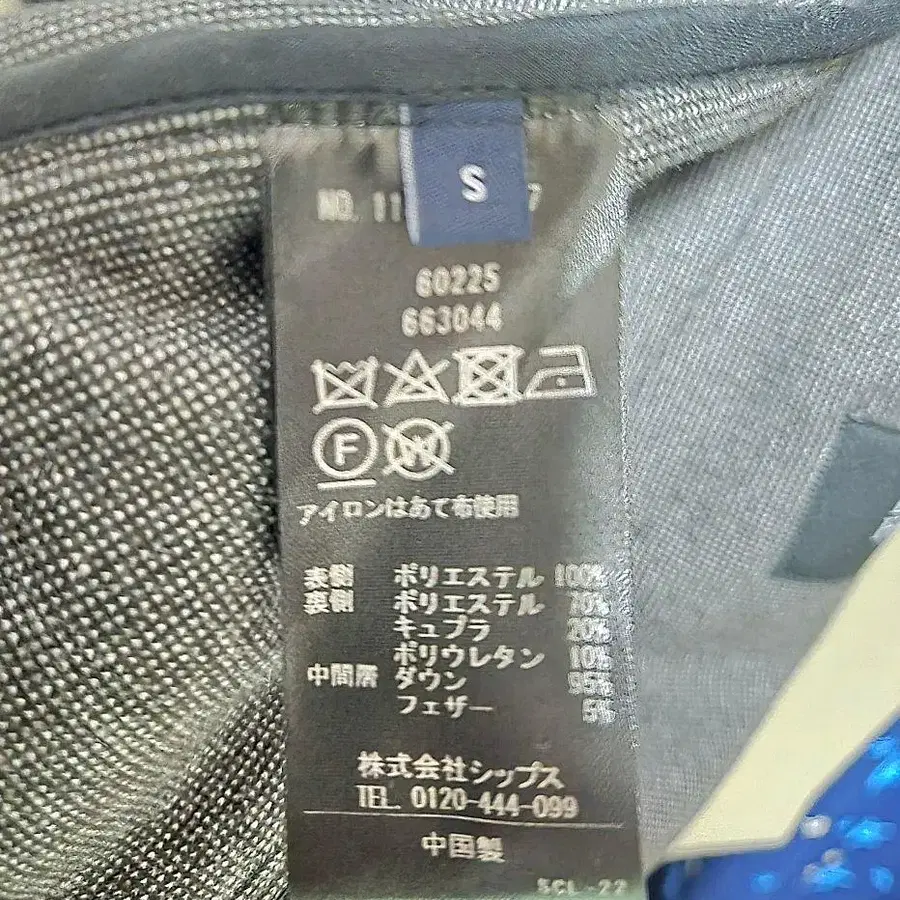 S
NO. 11 7
60225
663044
F W
アイロンはあて布使用
表側 ポリエステル 100%
裏側 ポリエステル 70%
キュプラ 20%
ポリウレタン 10%
中間層 ダウン 95%
フェザー 5%
株式会社シップス
TEL. 0120-444-099
中国製
SCL-22